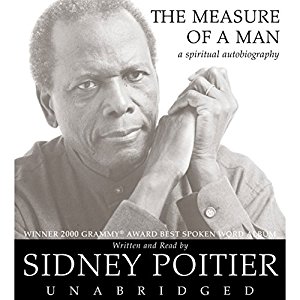 THE MEASURE
OF A MAN
a spiritual autobiography
WINNER 2000 GRAMMY® AWARD BEST SPOKEN WORD ALBUM
Written and Read by
SIDNEY POITIER
UNABRIDGED